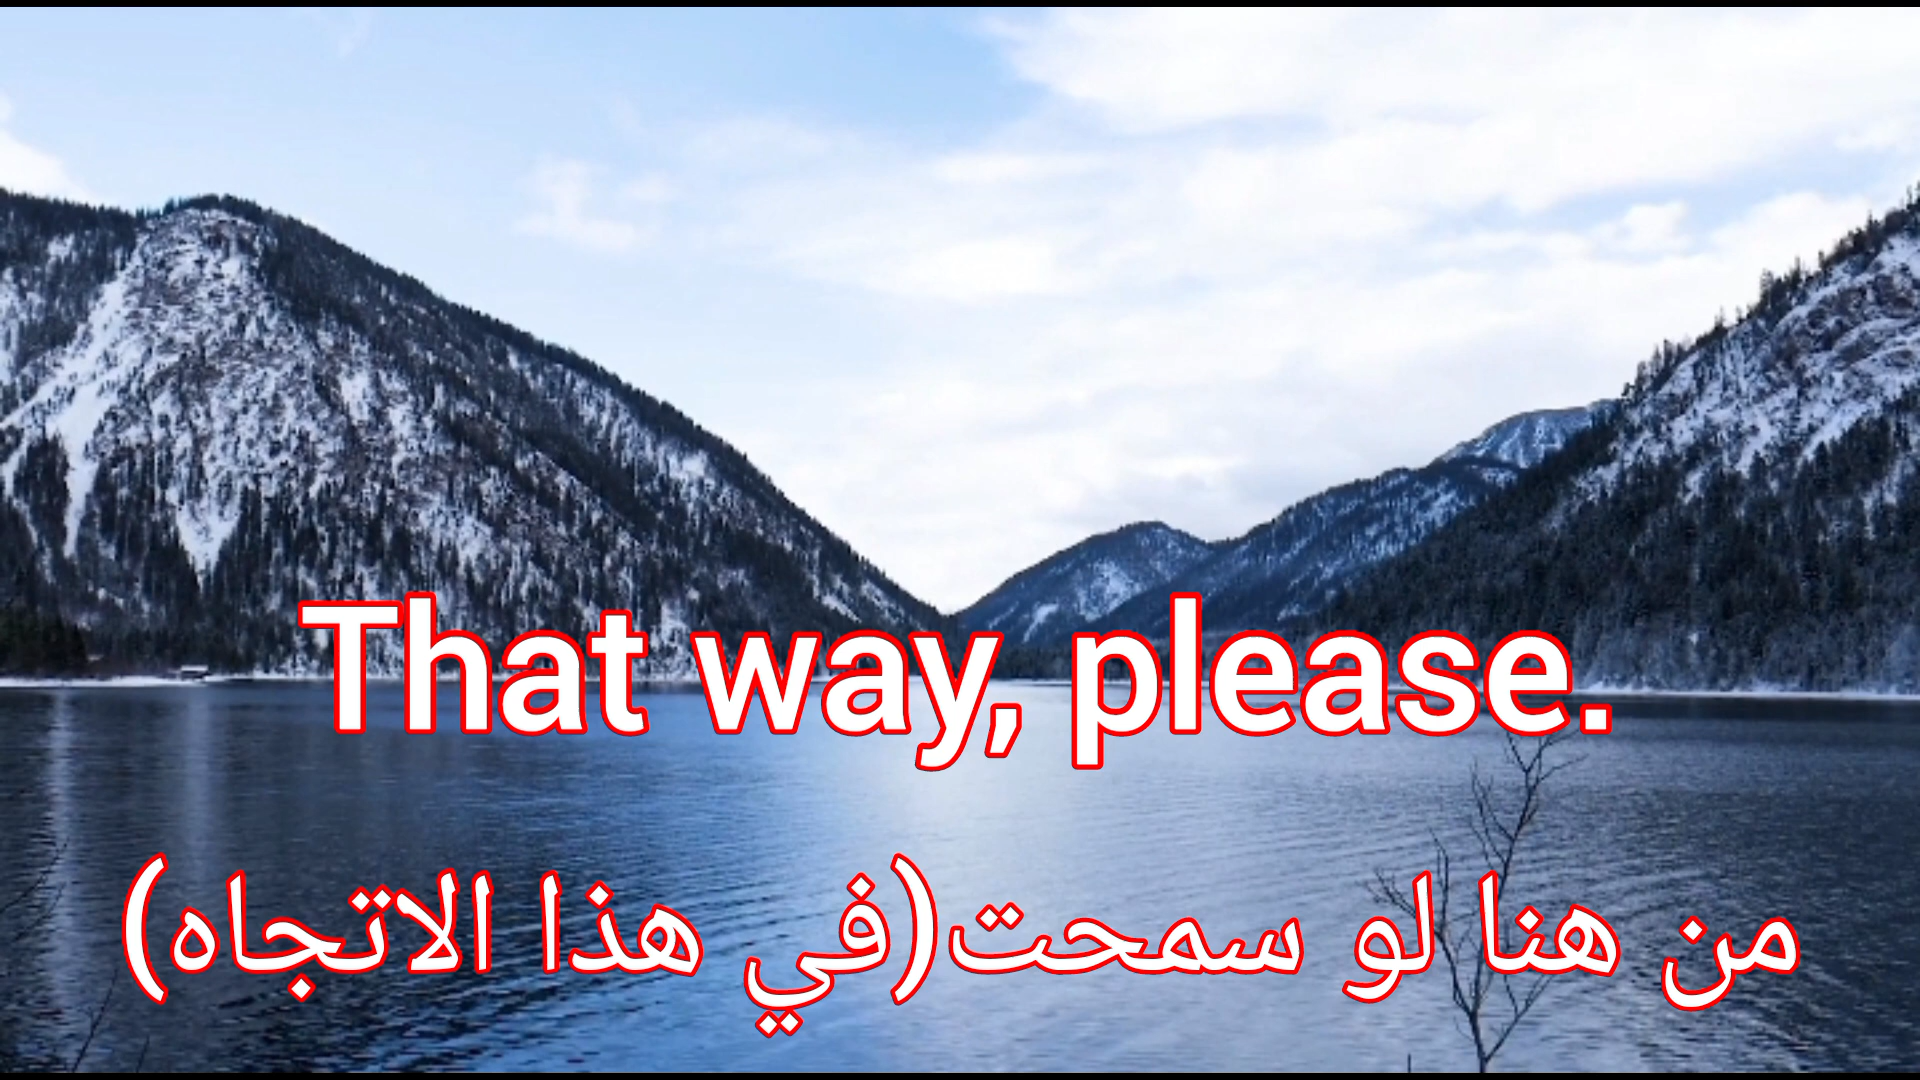 That way, please.
من هنا لو سمحت(في هذا الاتجاه)